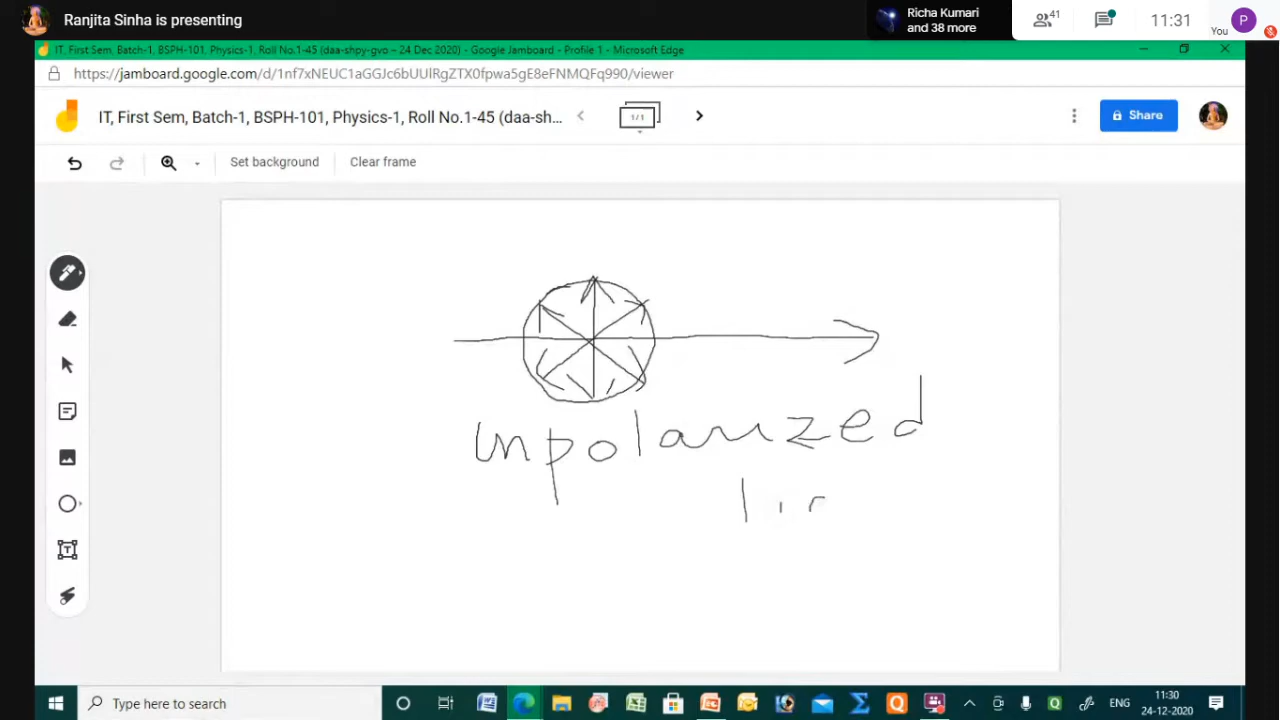 Ranjita Sinha is presenting
Richa Kumari
and 38 more
41
11:31
You
P
IT, First Sem, Batch-1, BSPH-101, Physics-1, Roll No.1-45 (daa-shpy-gvo – 24 Dec 2020) - Google Jamboard - Profile 1 - Microsoft Edge
https://jamboard.google.com/d/1nf7xNEUC1aGGJc6bUUlRgZTX0fpwa5gE8eFNMQFq990/viewer
IT, First Sem, Batch-1, BSPH-101, Physics-1, Roll No.1-45 (daa-sh...
1/1
Share
Set background
Clear frame
unpolarized
Type here to search
ENG
11:30
24-12-2020